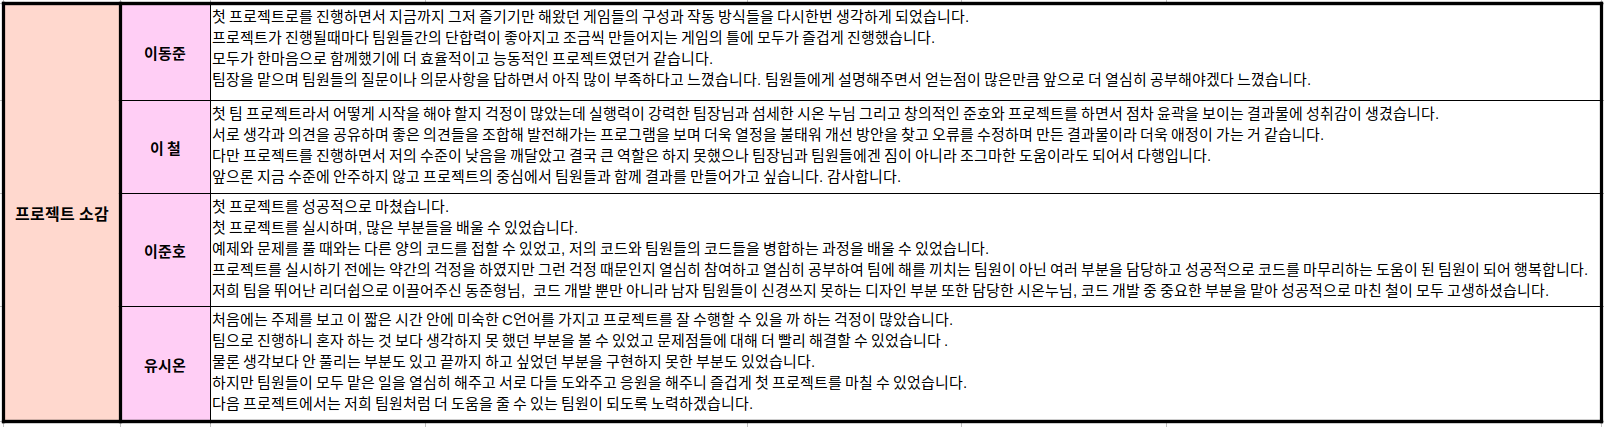 프로젝트 소감
이동준
첫 프로젝트로를 진행하면서 지금까지 그저 즐기기만 해왔던 게임들의 구성과 작동 방식들을 다시한번 생각하게 되었습니다.
프로젝트가 진행될때마다 팀원들간의 단합력이 좋아지고 조금씩 만들어지는 게임의 틀에 모두가 즐겁게 진행했습니다.
모두가 한마음으로 함께했기에 더 효율적이고 능동적인 프로젝트였던거 같습니다.
팀장을 맡으며 팀원들의 질문이나 의문사항을 답하면서 아직 많이 부족하다고 느꼈습니다. 팀원들에게 설명해주면서 얻는점이 많은만큼 앞으로 더 열심히 공부해야겠다 느꼈습니다.
이 철
첫 팀 프로젝트라서 어떻게 시작을 해야 할지 걱정이 많았는데 실행력이 강력한 팀장님과 섬세한 시온 누님 그리고 창의적인 준호와 프로젝트를 하면서 점차 윤곽을 보이는 결과물에 성취감이 생겼습니다.
서로 생각과 의견을 공유하며 좋은 의견들을 조합해 발전해가는 프로그램을 보며 더욱 열정을 불태워 개선 방안을 찾고 오류를 수정하며 만든 결과물이라 더욱 애정이 가는 거 같습니다.
다만 프로젝트를 진행하면서 저의 수준이 낮음을 깨달았고 결국 큰 역할은 하지 못했으나 팀장님과 팀원들에겐 짐이 아니라 조그마한 도움이라도 되어서 다행입니다.
앞으론 지금 수준에 안주하지 않고 프로젝트의 중심에서 팀원들과 함께 결과를 만들어가고 싶습니다. 감사합니다.
이준호
첫 프로젝트를 성공적으로 마쳤습니다.
첫 프로젝트를 실시하며, 많은 부분들을 배울 수 있었습니다.
예제와 문제를 풀 때와는 다른 양의 코드를 접할 수 있었고, 저의 코드와 팀원들의 코드들을 병합하는 과정을 배울 수 있었습니다.
프로젝트를 실시하기 전에는 약간의 걱정을 하였지만 그런 걱정 때문인지 열심히 참여하고 열심히 공부하여 팀에 해를 끼치는 팀원이 아닌 여러 부분을 담당하고 성공적으로 코드를 마무리하는 도움이 된 팀원이 되어 행복합니다.
저희 팀을 뛰어난 리더쉽으로 이끌어주신 동준형님,  코드 개발 뿐만 아니라 남자 팀원들이 신경쓰지 못하는 디자인 부분 또한 담당한 시온누님, 코드 개발 중 중요한 부분을 맡아 성공적으로 마친 철이 모두 고생하셨습니다.
유시온
처음에는 주제를 보고 이 짧은 시간 안에 미숙한 C언어를 가지고 프로젝트를 잘 수행할 수 있을 까 하는 걱정이 많았습니다.
팀으로 진행하니 혼자 하는 것 보다 생각하지 못 했던 부분을 볼 수 있었고 문제점들에 대해 더 빨리 해결할 수 있었습니다 .
물론 생각보다 안 풀리는 부분도 있고 끝까지 하고 싶었던 부분을 구현하지 못한 부분도 있었습니다.
하지만 팀원들이 모두 맡은 일을 열심히 해주고 서로 다들 도와주고 응원을 해주니 즐겁게 첫 프로젝트를 마칠 수 있었습니다.
다음 프로젝트에서는 저희 팀원처럼 더 도움을 줄 수 있는 팀원이 되도록 노력하겠습니다.